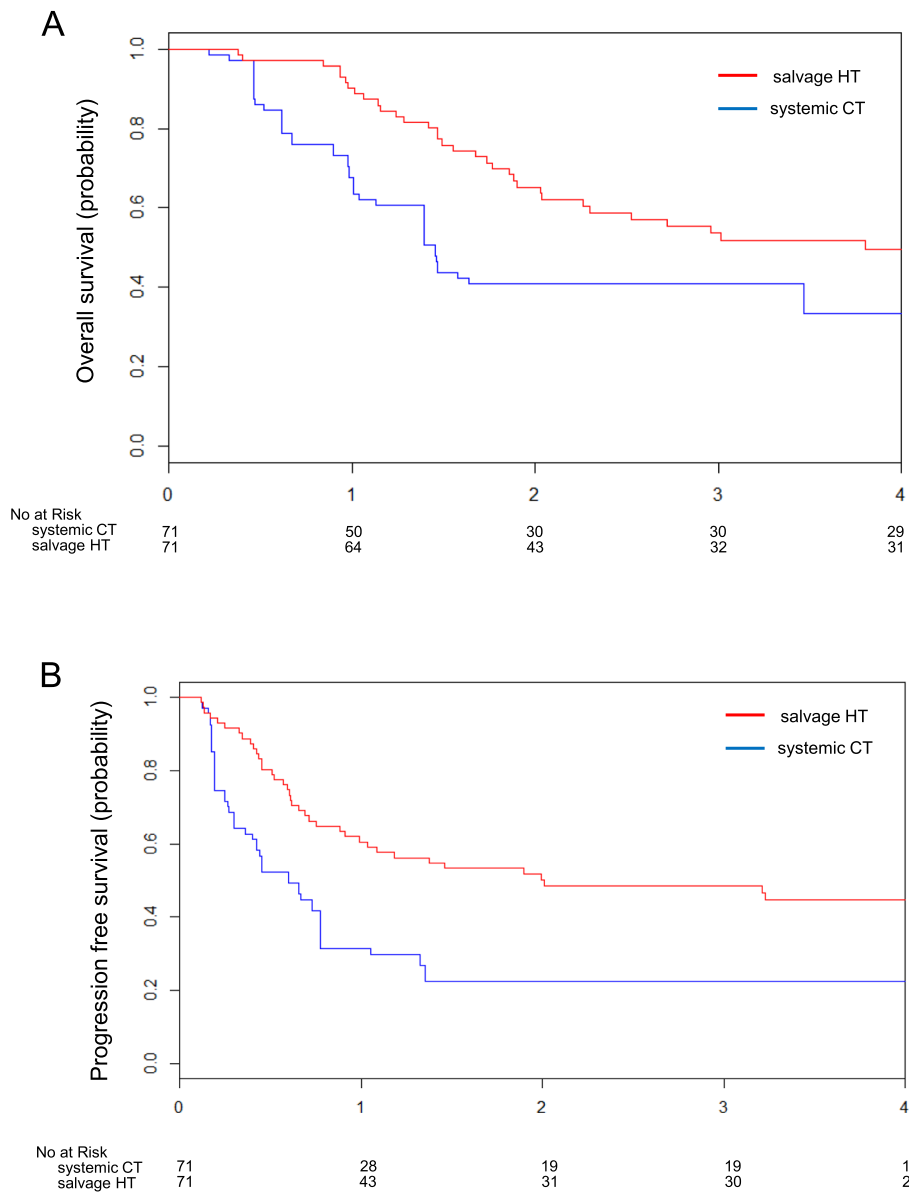 A
Overall survival (probability)
1.0
0.8
0.6
0.4
0.2
0.0
salvage HT
systemic CT
0 1 2 3 4
No at Risk
systemic CT 71 50 30 30 29
salvage HT 71 64 43 32 31
B
Progression free survival (probability)
1.0
0.8
0.6
0.4
0.2
0.0
salvage HT
systemic CT
0 1 2 3 4
No at Risk
systemic CT 71 28 19 19 1
salvage HT 71 43 31 30 2